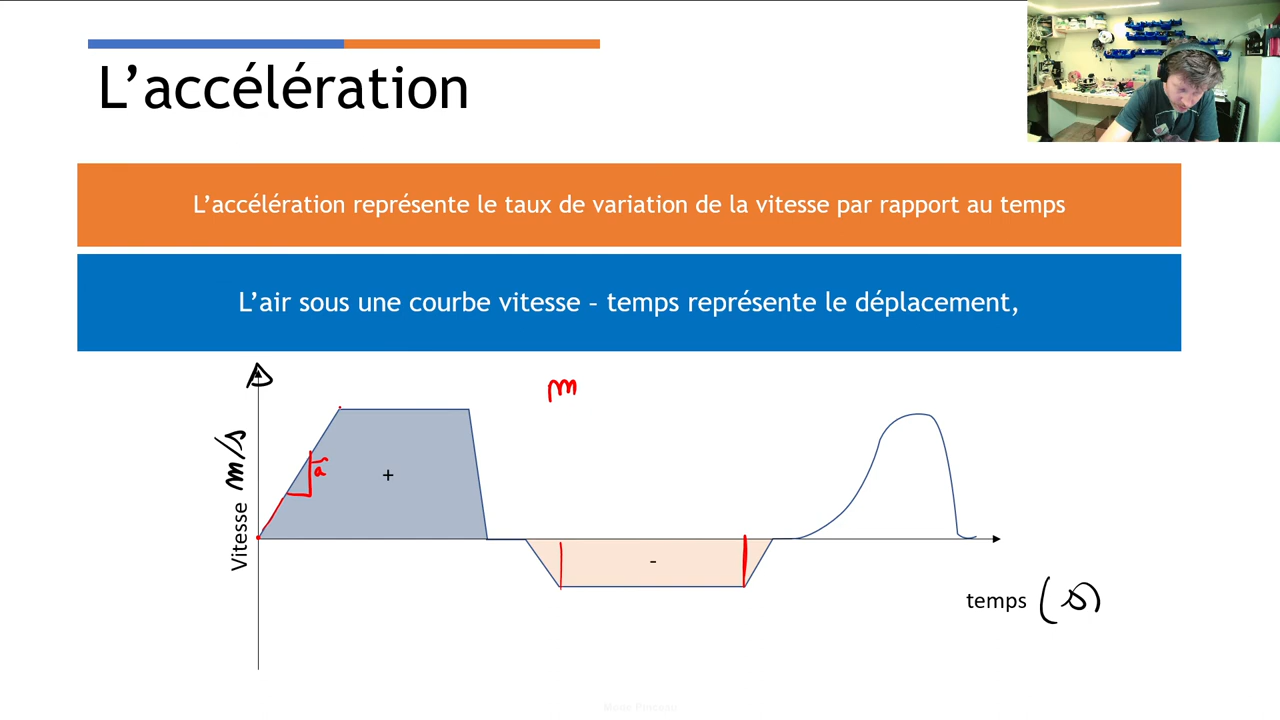 L'accélération
L'accélération représente le taux de variation de la vitesse par rapport au temps
L'air sous une courbe vitesse – temps représente le déplacement,
m
Vitesse m/s
a
+
-
temps (s)